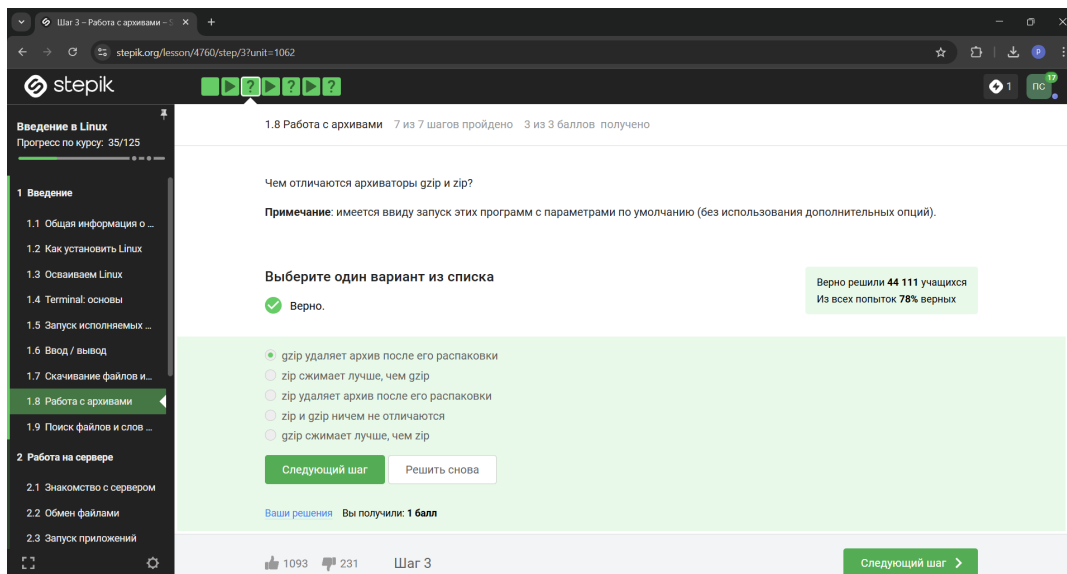 Шаг 3 – Работа с архивами – S
stepik.org/lesson/4760/step/3?unit=1062
P
stepik
?
?
?
1
ПС
17
Введение в Linux
Прогресс по курсу: 35/125
1 Введение
1.1 Общая информация о ...
1.2 Как установить Linux
1.3 Осваиваем Linux
1.4 Terminal: основы
1.5 Запуск исполняемых ...
1.6 Ввод / вывод
1.7 Скачивание файлов и...
1.8 Работа с архивами
1.9 Поиск файлов и слов ...
2 Работа на сервере
2.1 Знакомство с сервером
2.2 Обмен файлами
2.3 Запуск приложений
1.8 Работа с архивами 7 из 7 шагов пройдено 3 из 3 баллов получено
Чем отличаются архиваторы gzip и zip?
Примечание: имеется ввиду запуск этих программ с параметрами по умолчанию (без использования дополнительных опций).
Выберите один вариант из списка
Верно.
Верно решили 44 111 учащихся
Из всех попыток 78% верных
gzip удаляет архив после его распаковки
zip сжимает лучше, чем gzip
zip удаляет архив после его распаковки
zip и gzip ничем не отличаются
gzip сжимает лучше, чем zip
Следующий шаг
Решить снова
Ваши решения Вы получили: 1 балл
1093 231 Шаг 3
Следующий шаг